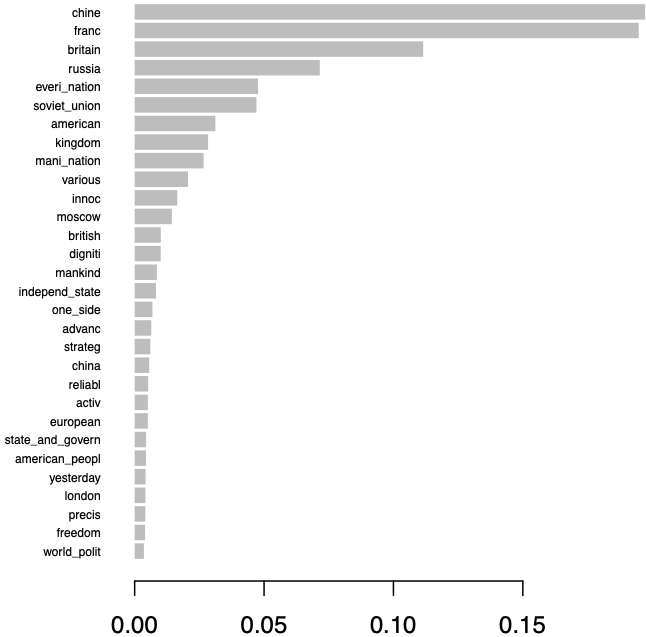 chine
franc
britain
russia
everi_nation
soviet_union
american
kingdom
mani_nation
various
innoc
moscow
british
digniti
mankind
independ_state
one_side
advanc
strateg
china
reliabl
activ
european
state_and_govern
american_peopl
yesterday
london
precis
freedom
world_polit
0.00 0.05 0.10 0.15